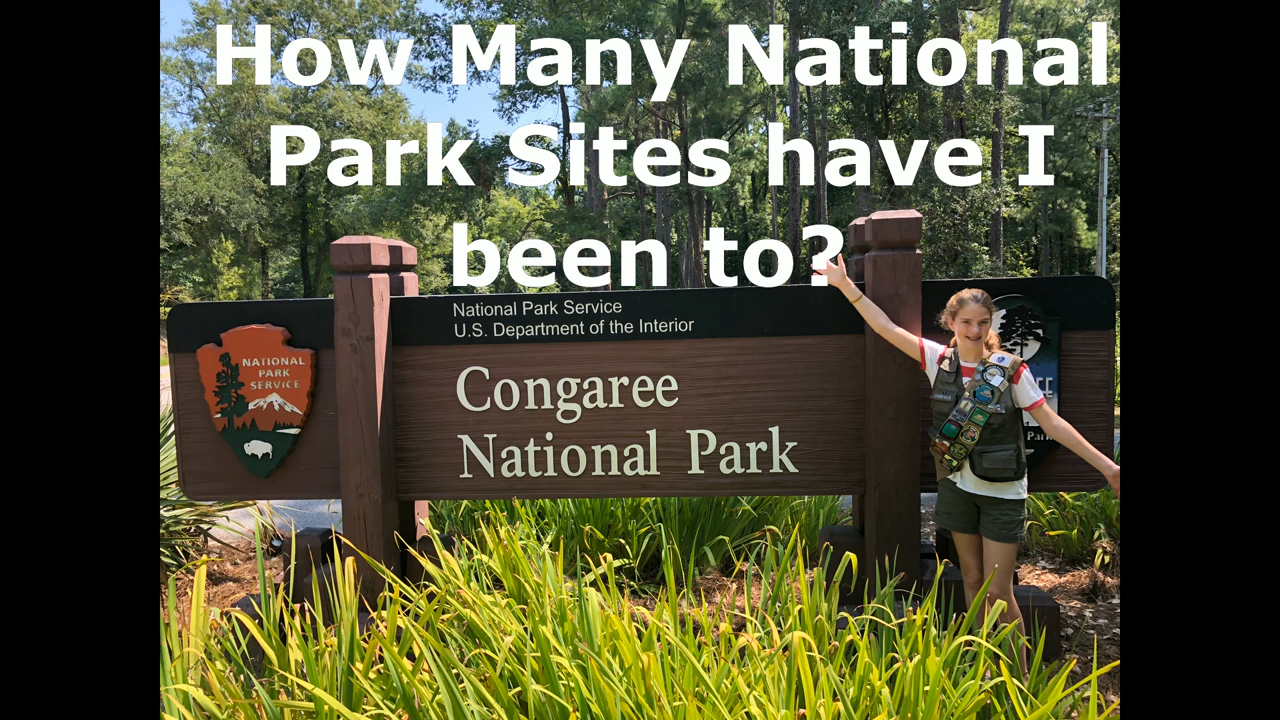 How Many National
Park Sites have I
been to?
National Park Service
U.S. Department of the Interior
NATIONAL
PARK
SERVICE
Congaree
National Park
Park